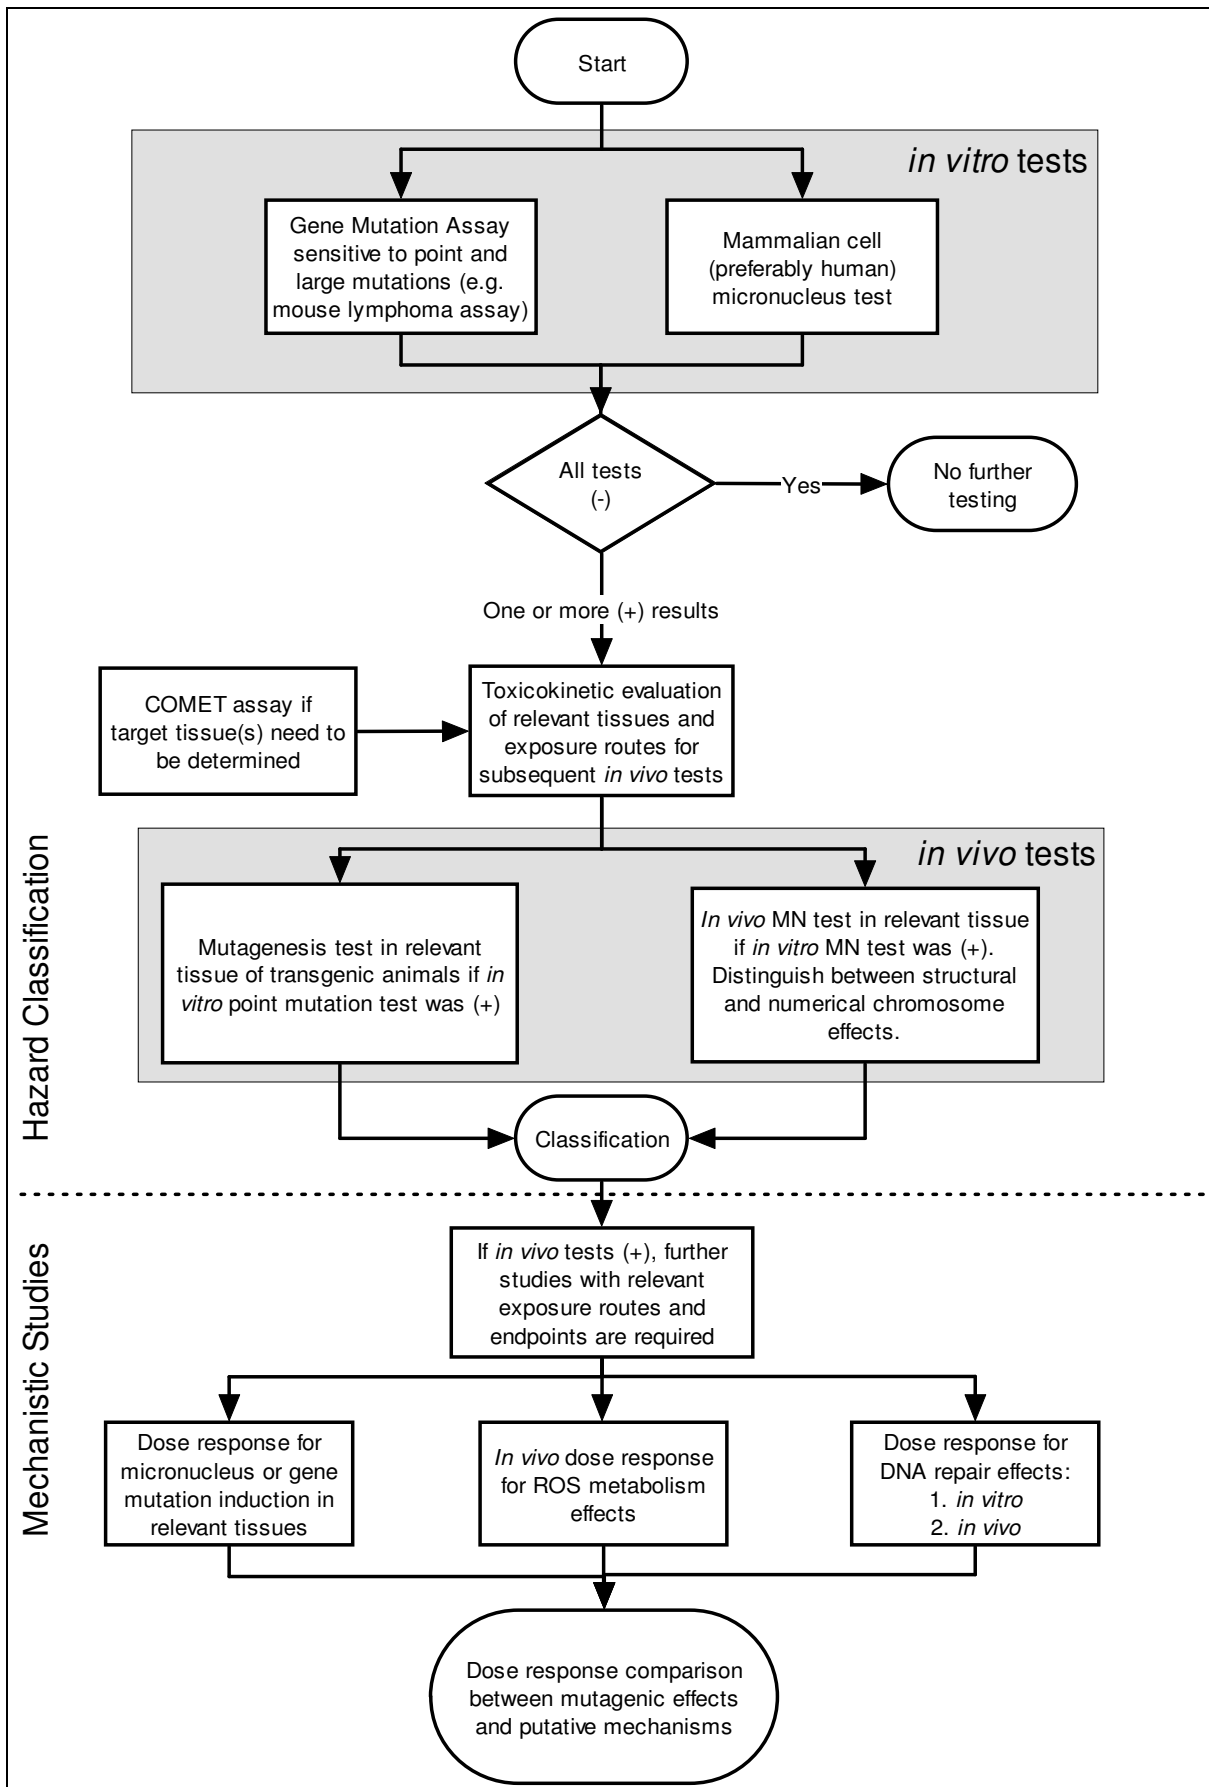 Start
in vitro tests
Gene Mutation Assay
sensitive to point and
large mutations (e.g.
mouse lymphoma assay)
Mammalian cell
(preferably human)
micronucleus test
All tests
(-)
Yes
No further
testing
One or more (+) results
COMET assay if
target tissue(s) need to
be determined
Toxicokinetic evaluation
of relevant tissues and
exposure routes for
subsequent in vivo tests
Hazard Classification
in vivo tests
Mutagenesis test in relevant
tissue of transgenic animals if in
vitro point mutation test was (+)
In vivo MN test in relevant tissue
if in vitro MN test was (+).
Distinguish between structural
and numerical chromosome
effects.
Classification
Mechanistic Studies
If in vivo tests (+), further
studies with relevant
exposure routes and
endpoints are required
Dose response for
micronucleus or gene
mutation induction in
relevant tissues
In vivo dose response
for ROS metabolism
effects
Dose response for
DNA repair effects:
1. in vitro
2. in vivo
Dose response comparison
between mutagenic effects
and putative mechanisms